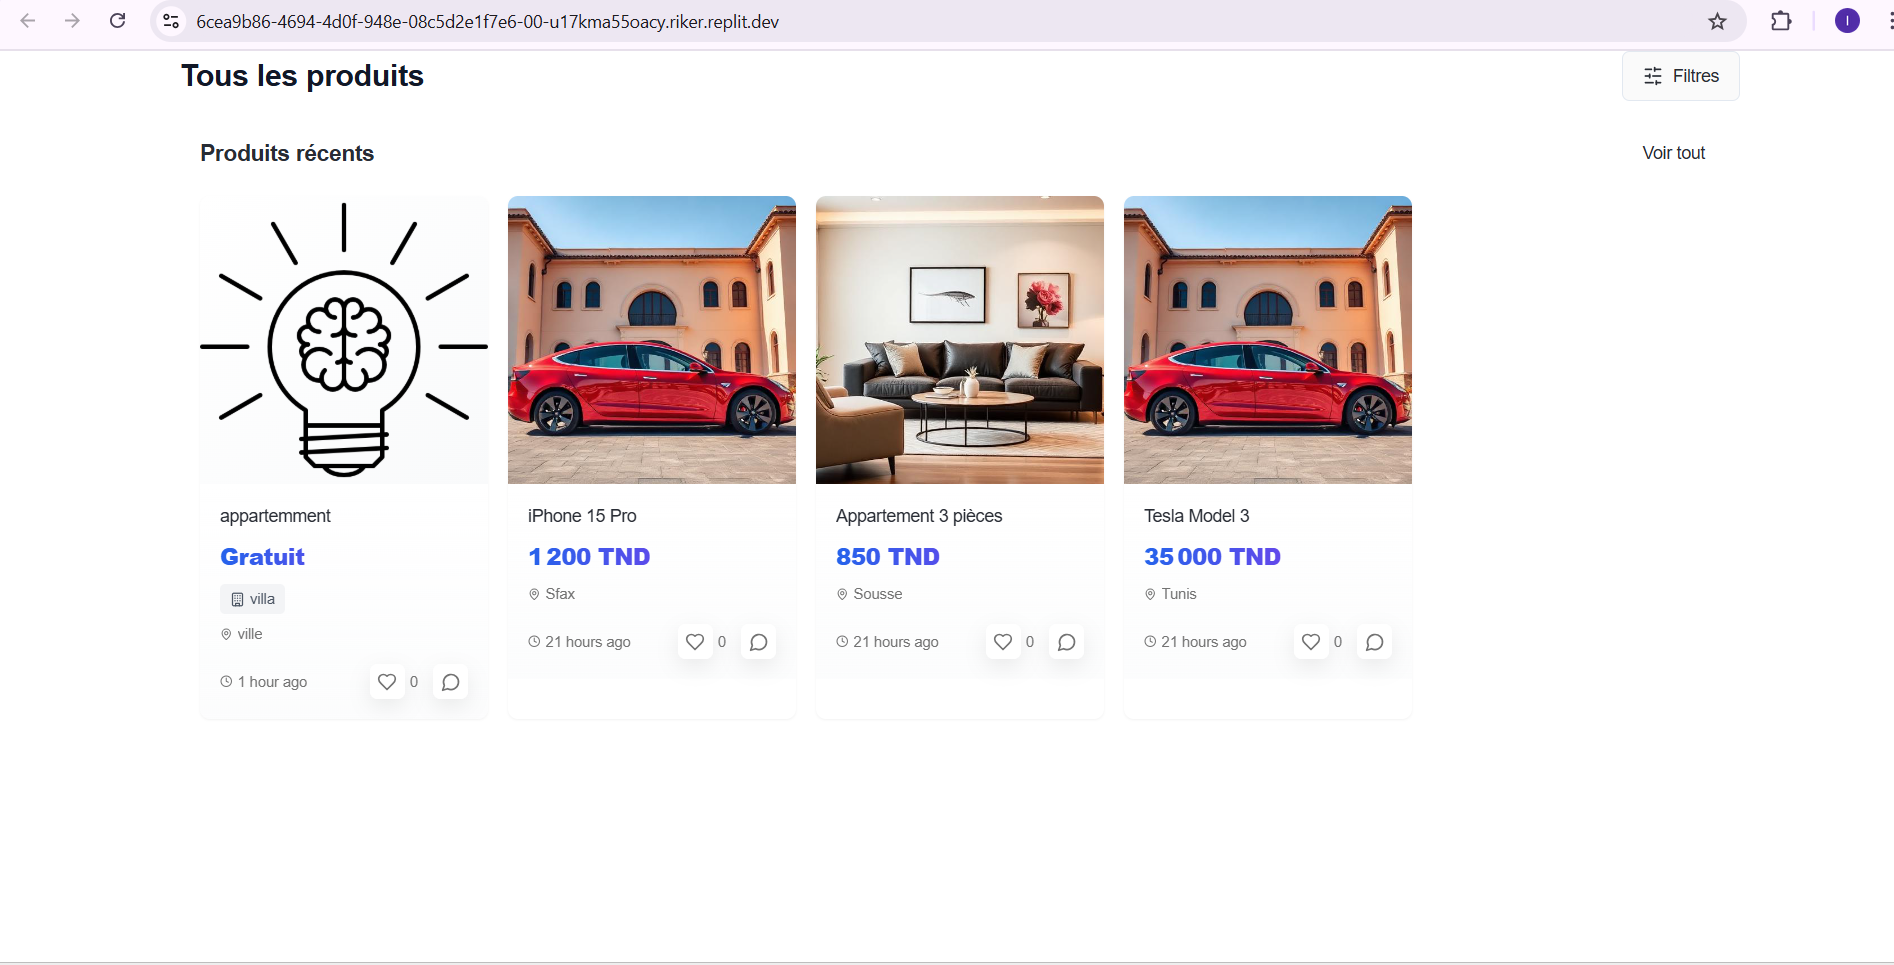 6cea9b86-4694-4d0f-948e-08c5d2e1f7e6-00-u17kma55oacy.riker.replit.dev
I
Tous les produits
Filtres
Produits récents
Voir tout
appartemment
Gratuit
villa
ville
1 hour ago
0
iPhone 15 Pro
1 200 TND
Sfax
21 hours ago
0
Appartement 3 pièces
850 TND
Sousse
21 hours ago
0
Tesla Model 3
35 000 TND
Tunis
21 hours ago
0